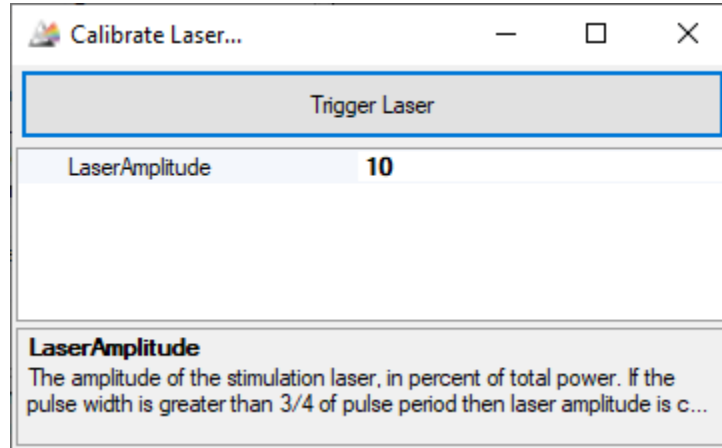 Calibrate Laser...
Trigger Laser
LaserAmplitude 10
LaserAmplitude
The amplitude of the stimulation laser, in percent of total power. If the
pulse width is greater than 3/4 of pulse period then laser amplitude is c...